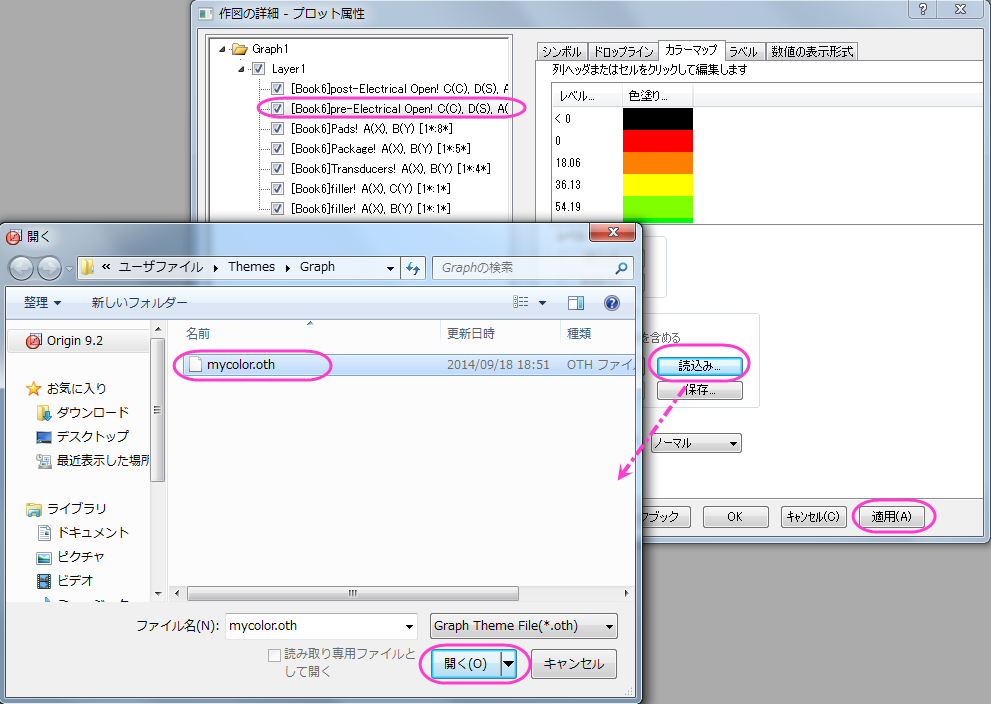 作図の詳細 - プロット属性
Graph1
Layer1
[Book6]post-Electrical Open! C(C), D(S), A
[Book6]pre-Electrical Open! C(C), D(S), A(
[Book6]Pads! A(X), B(Y) [1*:8*]
[Book6]Package! A(X), B(Y) [1*:5*]
[Book6]Transducers! A(X), B(Y) [1*:4*]
[Book6]filler! A(X), C(Y) [1*:1*]
[Book6]filler! A(X), B(Y) [1*:1*]
シンボル ドロップライン カラーマップ ラベル 数値の表示形式
列ヘッダまたはセルをクリックして編集します
レベル... 色塗り...
< 0
0
18.06
36.13
54.19
を含める
読込み...
保存...
ノーマル
クブック OK キャンセル(C) 適用(A)
開く
« ユーザファイル Themes Graph
Graphの検索
整理 新しいフォルダー
Origin 9.2
お気に入り
ダウンロード
デスクトップ
最近表示した場所
ライブラリ
ドキュメント
ピクチャ
ビデオ
名前 更新日時 種類
mycolor.oth 2014/09/18 18:51 OTH ファイル
ファイル名(N): mycolor.oth Graph Theme File(*.oth)
読み取り専用ファイルと
して開く
開く(O) キャンセル